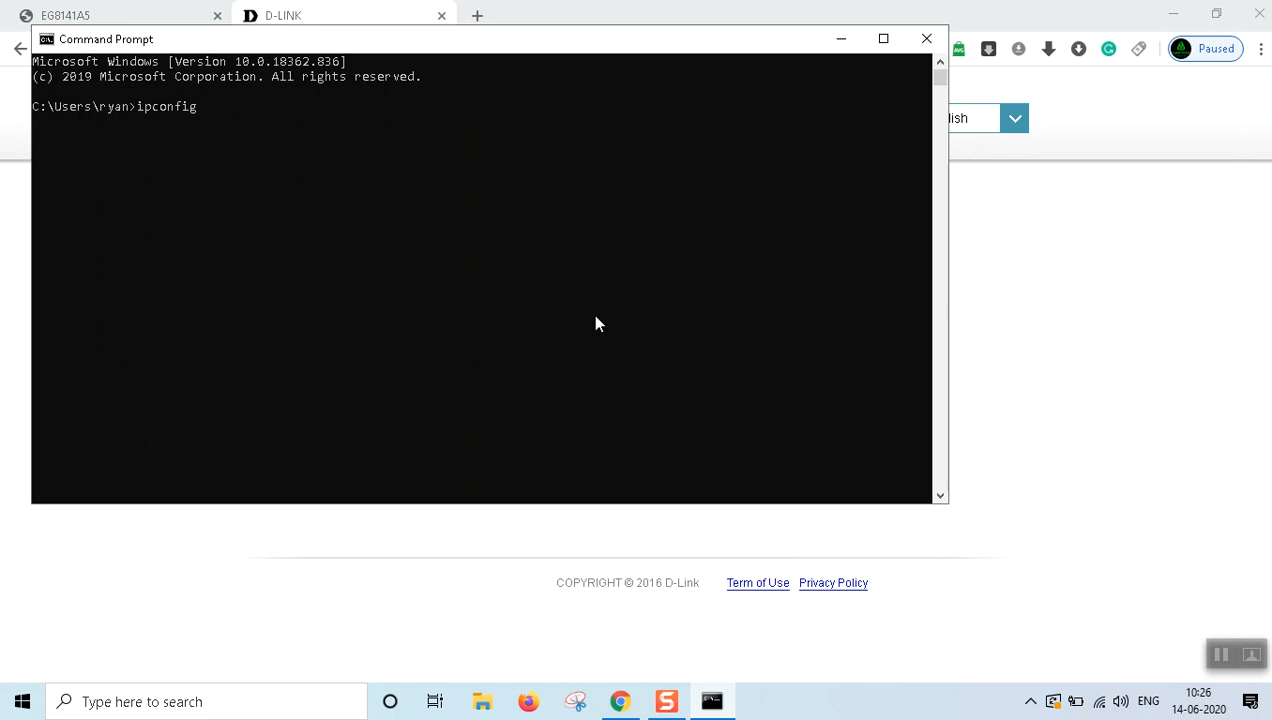 EG8141A5
D-LINK
Command Prompt
Microsoft Windows [Version 10.0.18362.836]
(c) 2019 Microsoft Corporation. All rights reserved.
C:\Users\ryan>ipconfig
Paused
lish
COPYRIGHT © 2016 D-Link
Term of Use
Privacy Policy
Type here to search
ENG
10:26
14-06-2020